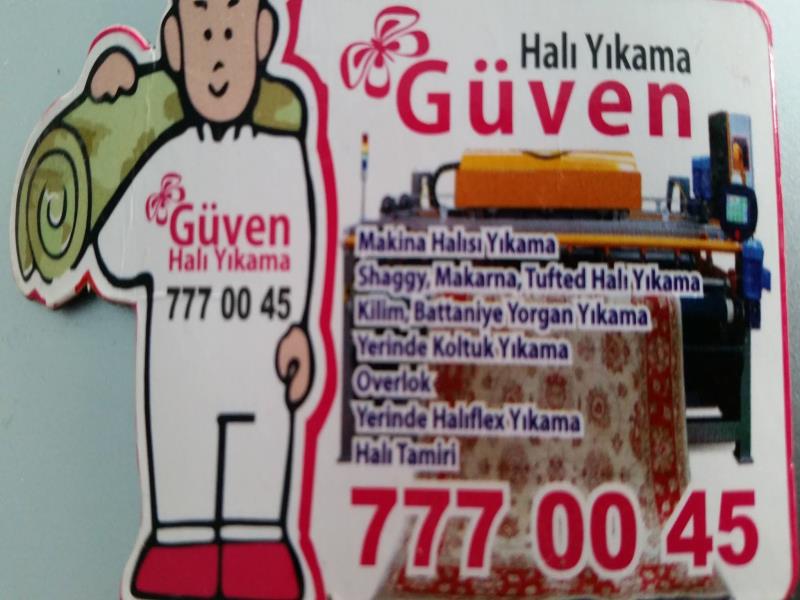 Halı Yıkama
Güven
Güven
Halı Yıkama
777 00 45
Makina Halısı Yıkama
Shaggy, Makarna, Tufted Halı Yıkama
Kilim, Battaniye Yorgan Yıkama
Yerinde Koltuk Yıkama
Overlok
Yerinde Halıflex Yıkama
Halı Tamiri
777 00 45